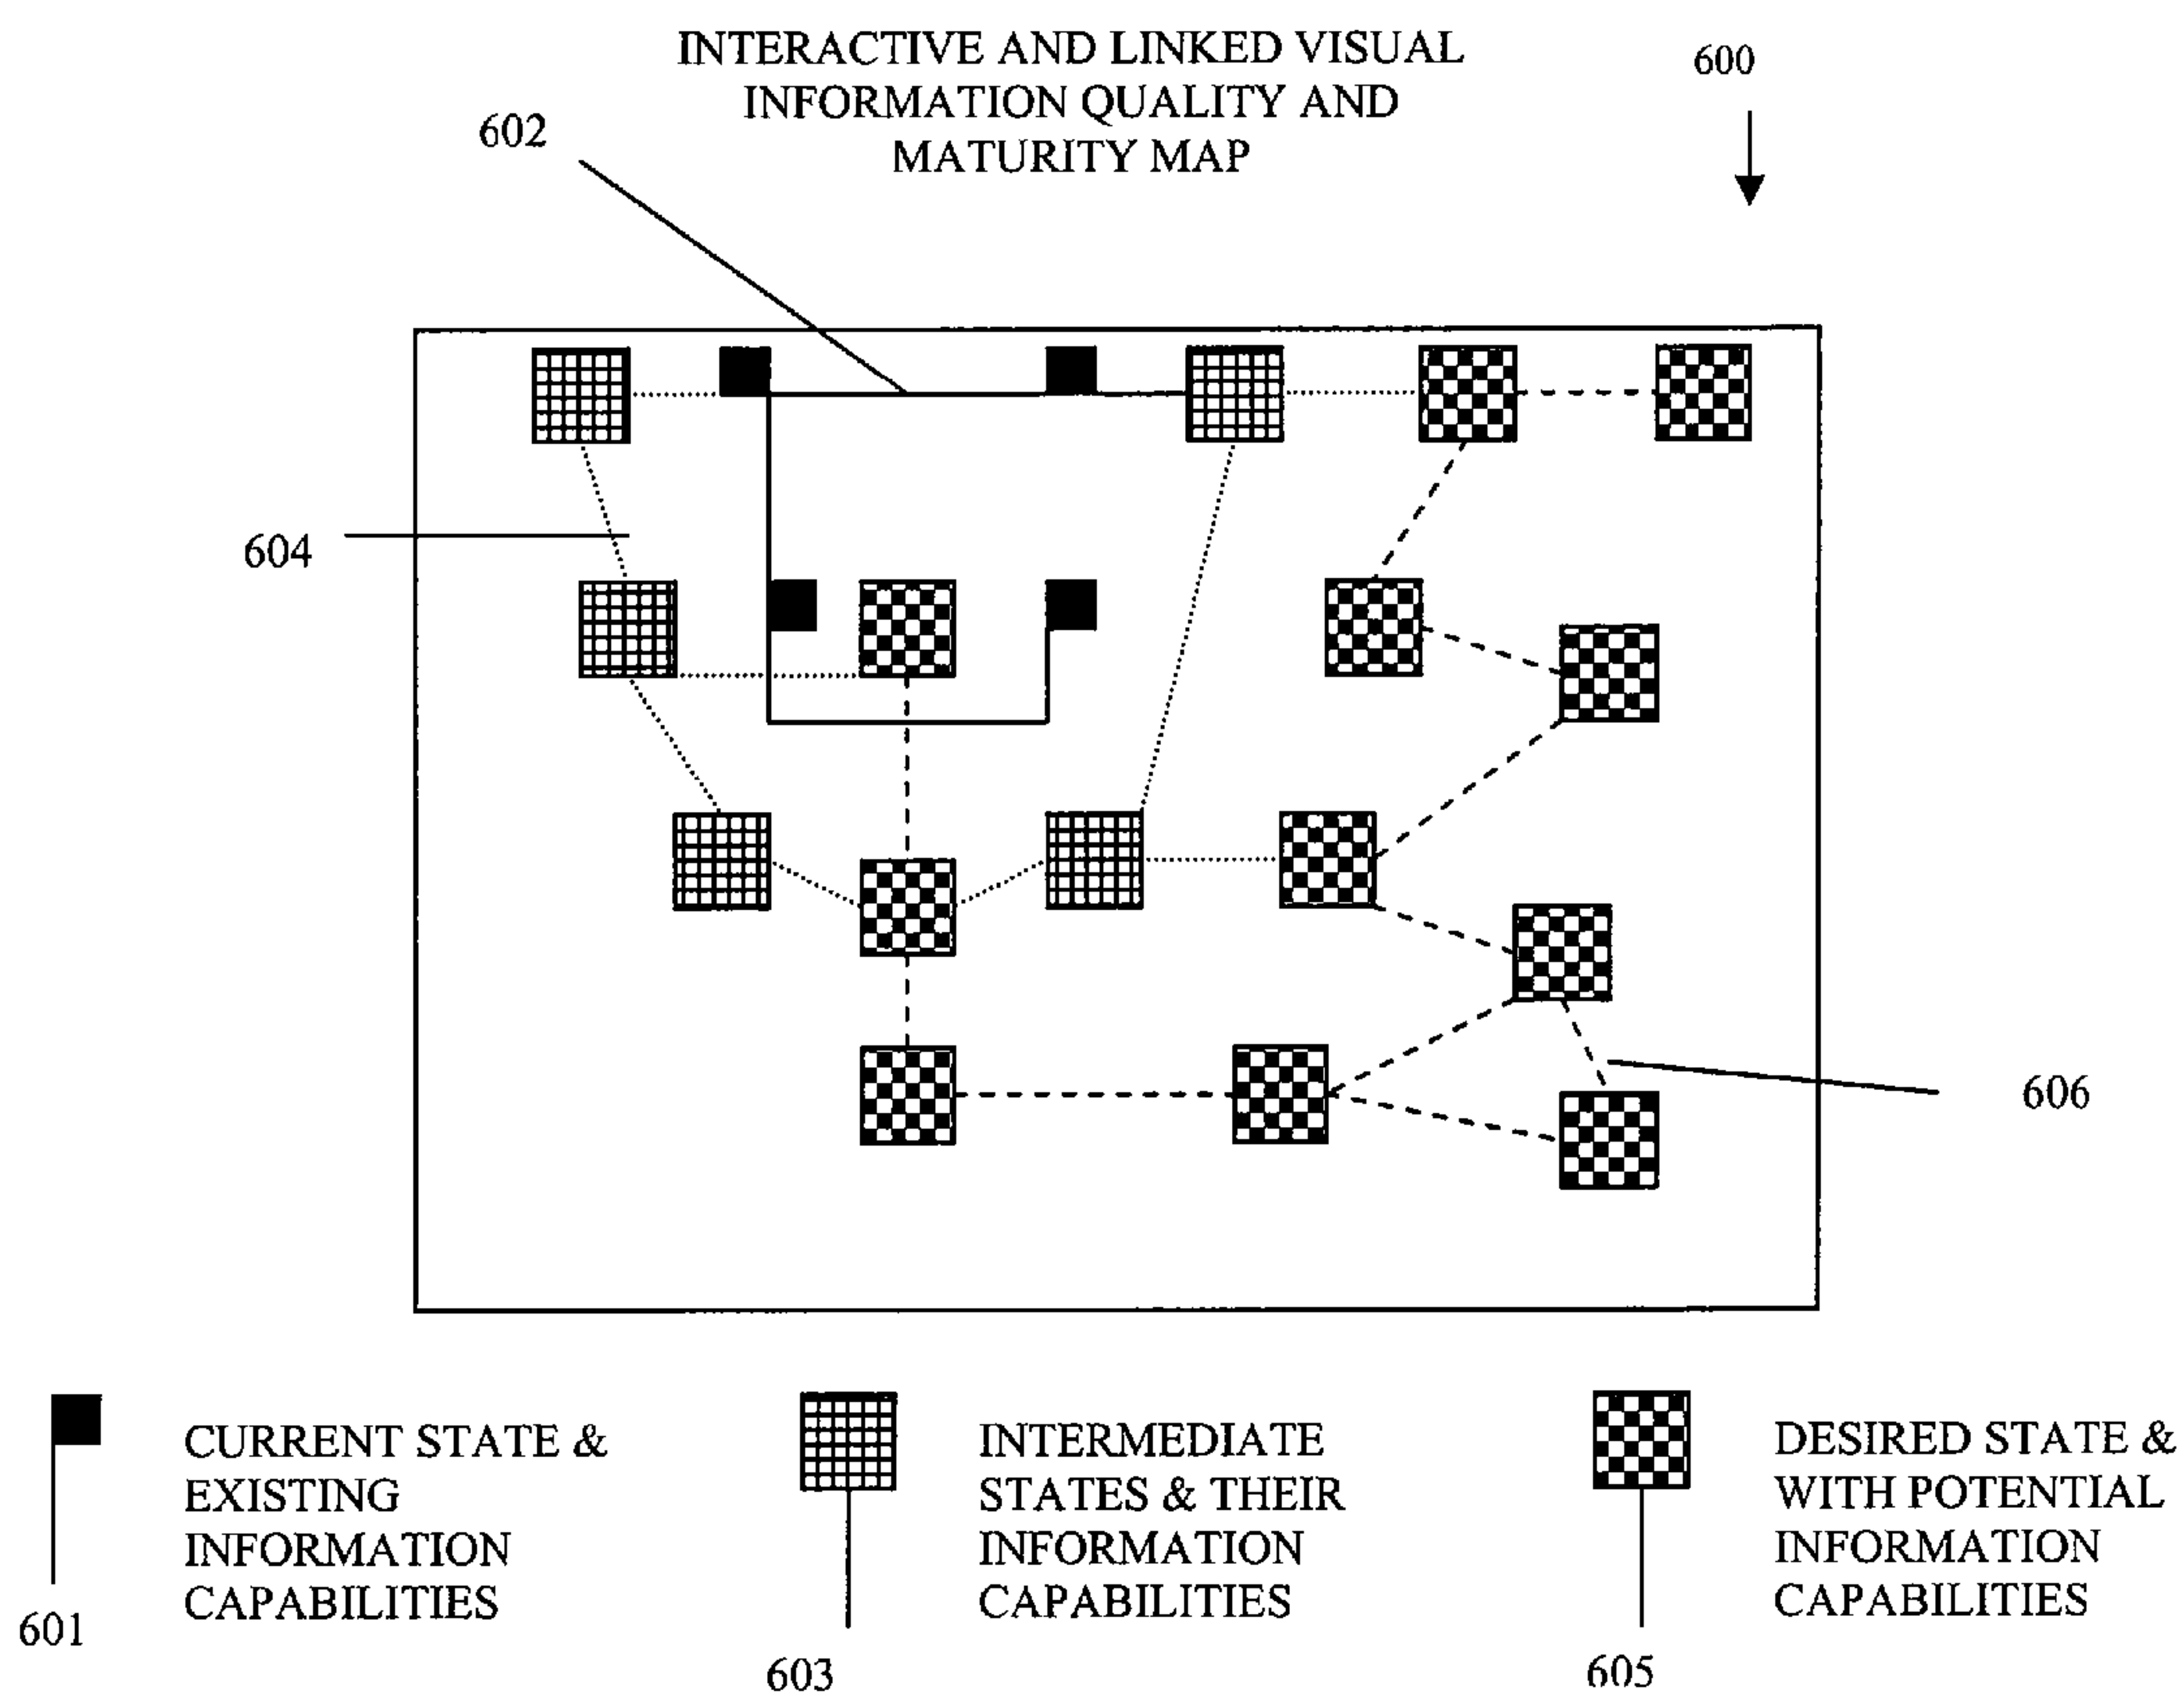 INTERACTIVE AND LINKED VISUAL
INFORMATION QUALITY AND
MATURITY MAP
600
602
604
606
CURRENT STATE &
EXISTING
INFORMATION
CAPABILITIES
601
INTERMEDIATE
STATES & THEIR
INFORMATION
CAPABILITIES
603
DESIRED STATE &
WITH POTENTIAL
INFORMATION
CAPABILITIES
605